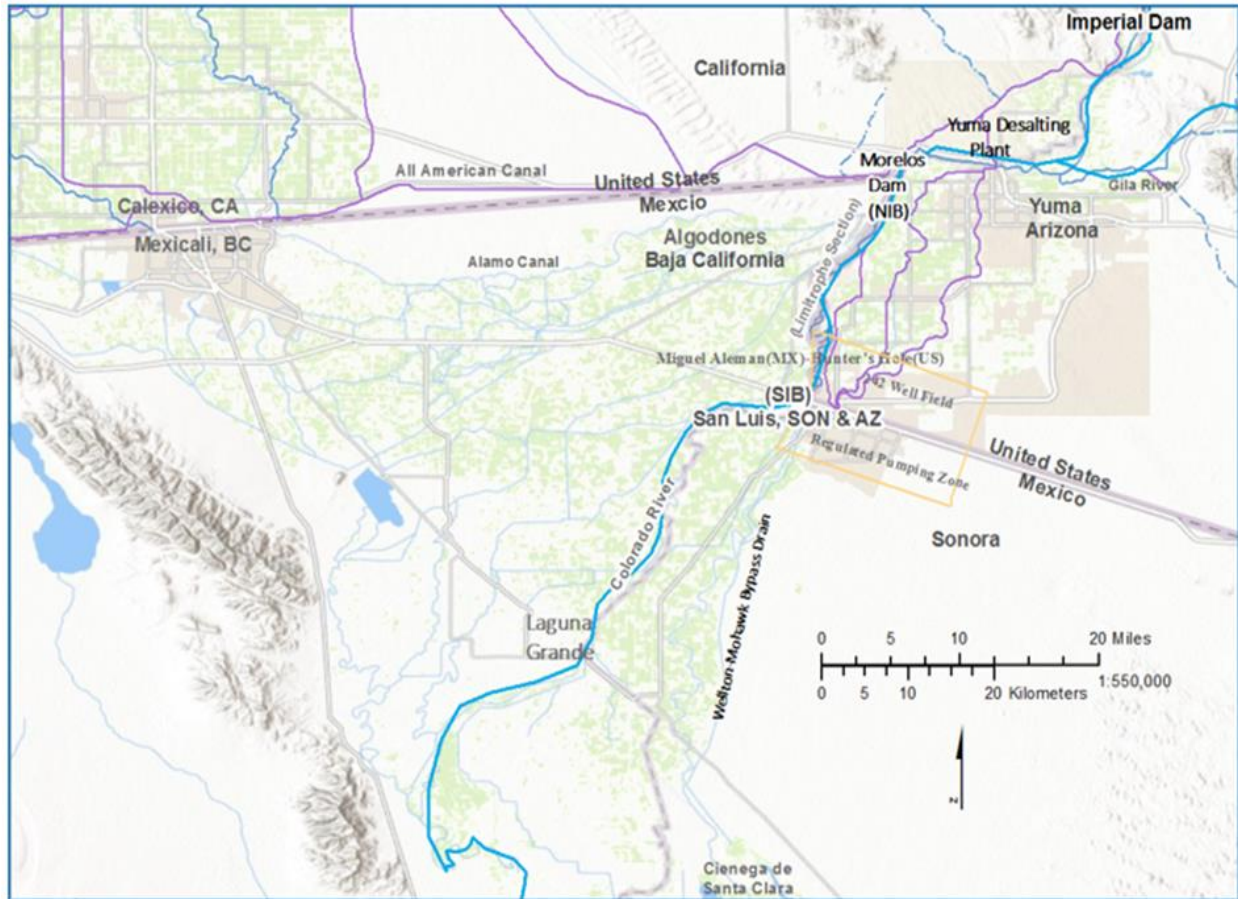 Imperial Dam
California
Yuma Desalting
Plant
Morelos
Dam
(NIB)
All American Canal
United States
Mexcio
Gila River
Calexico, CA
Mexicali, BC
Yuma
Arizona
Algodones
Baja California
Alamo Canal
(Limitrophe Section)
Miguel Aleman(MX)-Hunter's Hole(US)
(SIB)
242 Well Field
San Luis, SON & AZ
Regulated Pumping Zone
United States
Mexico
Colorado River
Sonora
Wellton-Mohawk Bypass Drain
Laguna
Grande
0 5 10 20 Miles
0 5 10 20 Kilometers
1:550,000
N
Cienega de
Santa Clara